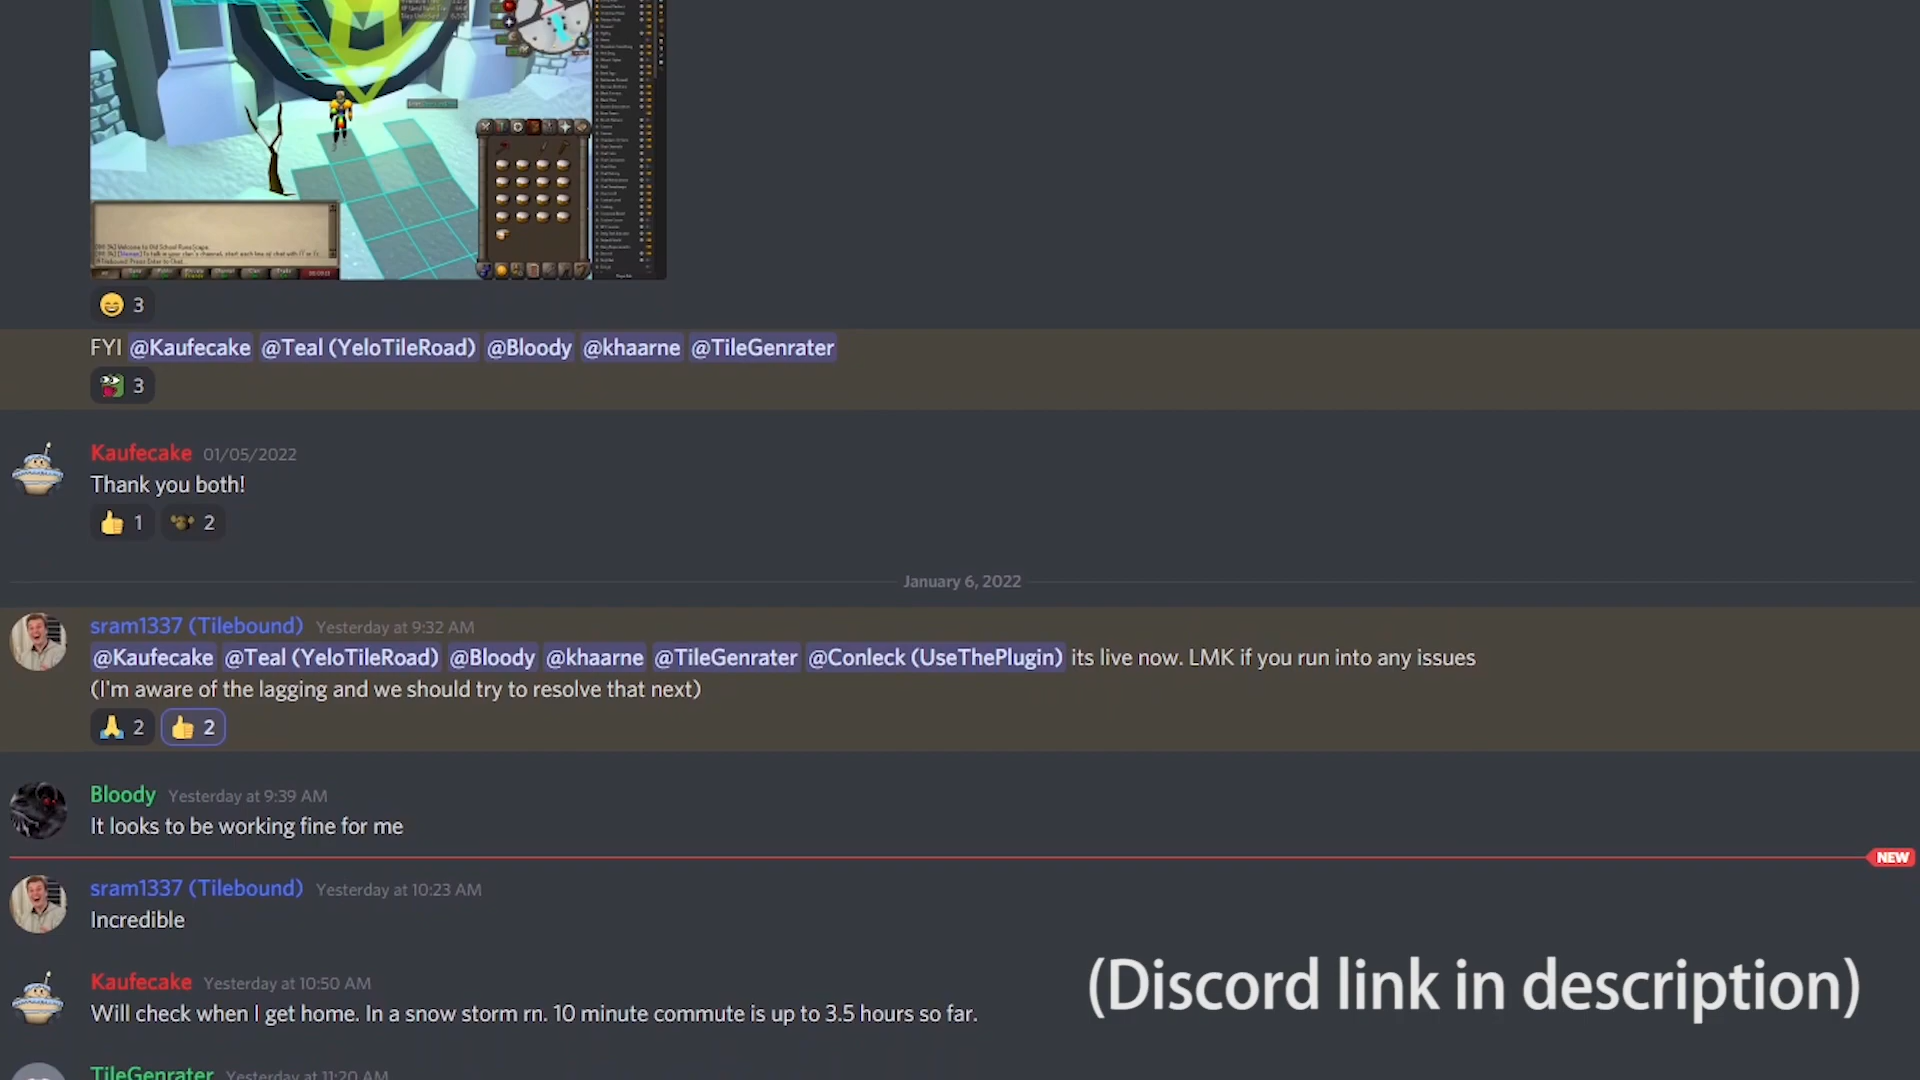 3
FYI @Kaufecake @Teal (YeloTileRoad) @Bloody @khaarne @TileGenrater
3
Kaufecake 01/05/2022
Thank you both!
1 2
January 6, 2022
sram1337 (Tilebound) Yesterday at 9:32 AM
@Kaufecake @Teal (YeloTileRoad) @Bloody @khaarne @TileGenrater @Conleck (UseThePlugin) its live now. LMK if you run into any issues
(I'm aware of the lagging and we should try to resolve that next)
2 2
Bloody Yesterday at 9:39 AM
It looks to be working fine for me
NEW
sram1337 (Tilebound) Yesterday at 10:23 AM
Incredible
Kaufecake Yesterday at 10:50 AM
Will check when I get home. In a snow storm rn. 10 minute commute is up to 3.5 hours so far.
(Discord link in description)
TileGenrater Yesterday at 11:20 AM